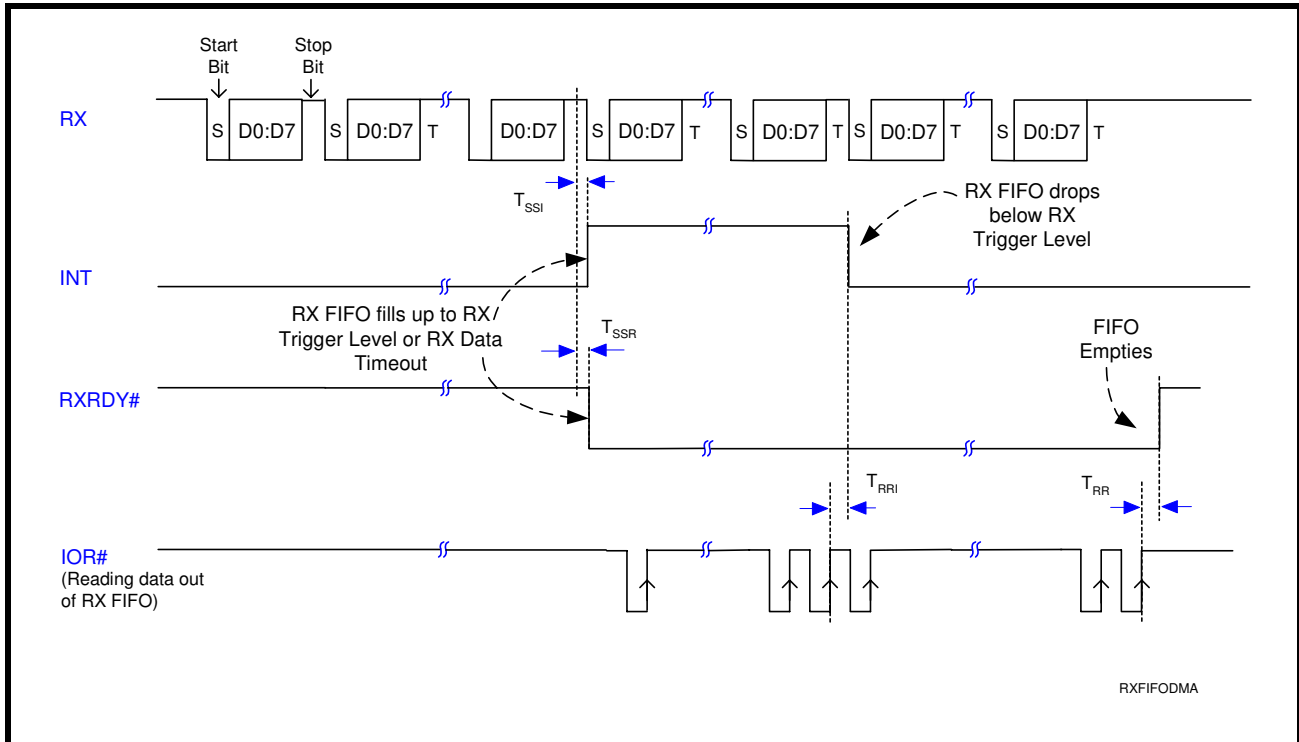 Start
Bit
Stop
Bit
RX
S D0:D7 S D0:D7 T D0:D7 S D0:D7 T S D0:D7 T S D0:D7 T S D0:D7 T
TSSI
RX FIFO drops
below RX
Trigger Level
INT
RX FIFO fills up to RX
Trigger Level or RX Data
Timeout
TSSR
FIFO
Empties
RXRDY#
TRRI
TRR
IOR#
(Reading data out
of RX FIFO)
RXFIFODMA